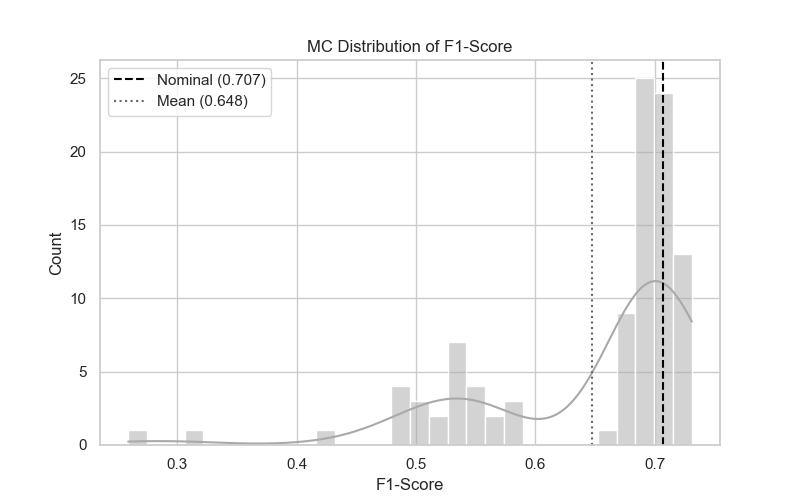 MC Distribution of F1-Score
Nominal (0.707)
Mean (0.648)
25
20
15
10
5
0
Count
0.3
0.4
0.5
0.6
0.7
F1-Score